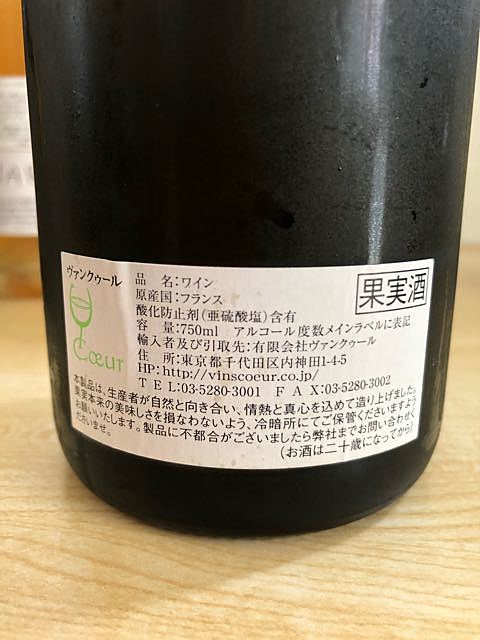 ヴァンクゥール
Cœur
品　名：ワイン
果実酒
原産国：フランス
酸化防止剤（亜硫酸塩）含有
容　量：750ml　アルコール度数メインラベルに表記
輸入者及び引取先：有限会社ヴァンクゥール
住　所：東京都千代田区内神田1-4-5
HP：http://vinscoeur.co.jp/
ＴＥＬ：03-5280-3001　ＦＡＸ：03-5280-3002
本製品は、生産者が自然と向き合い、情熱と真心を込めて造り上げました。
果実本来の美味しさを損なわないよう、冷暗所にてご保管くださいますよう
お願いいたします。製品に不都合がございましたら弊社までお問い合わせく
ださいませ。
（お酒は二十歳になってから）